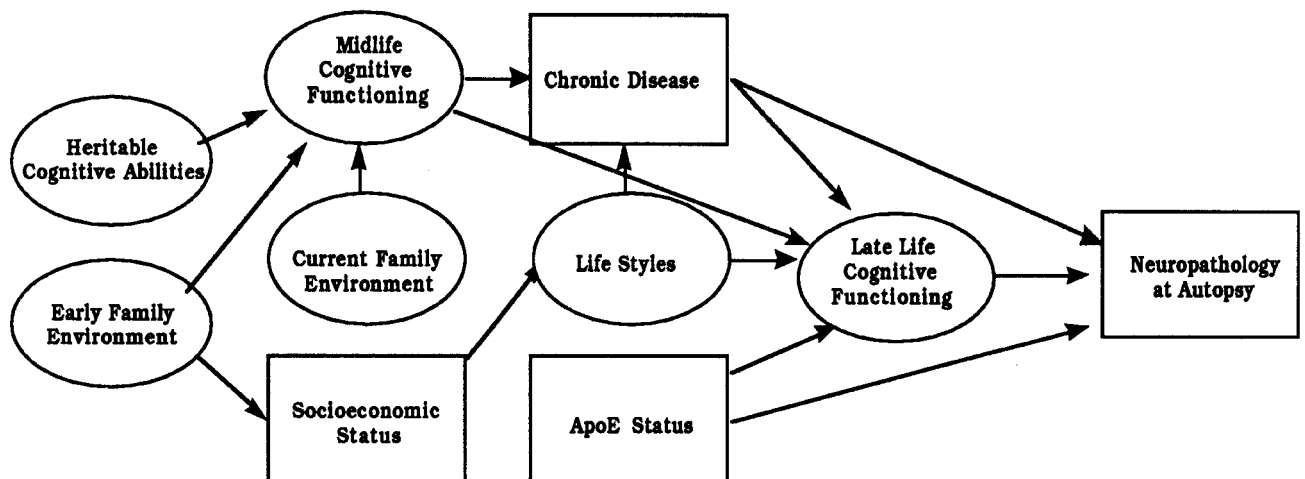 Midlife
Cognitive
Functioning
Chronic Disease
Heritable
Cognitive Abilities
Current Family
Environment
Life Styles
Late Life
Cognitive
Functioning
Neuropathology
at Autopsy
Early Family
Environment
Socioeconomic
Status
ApoE Status